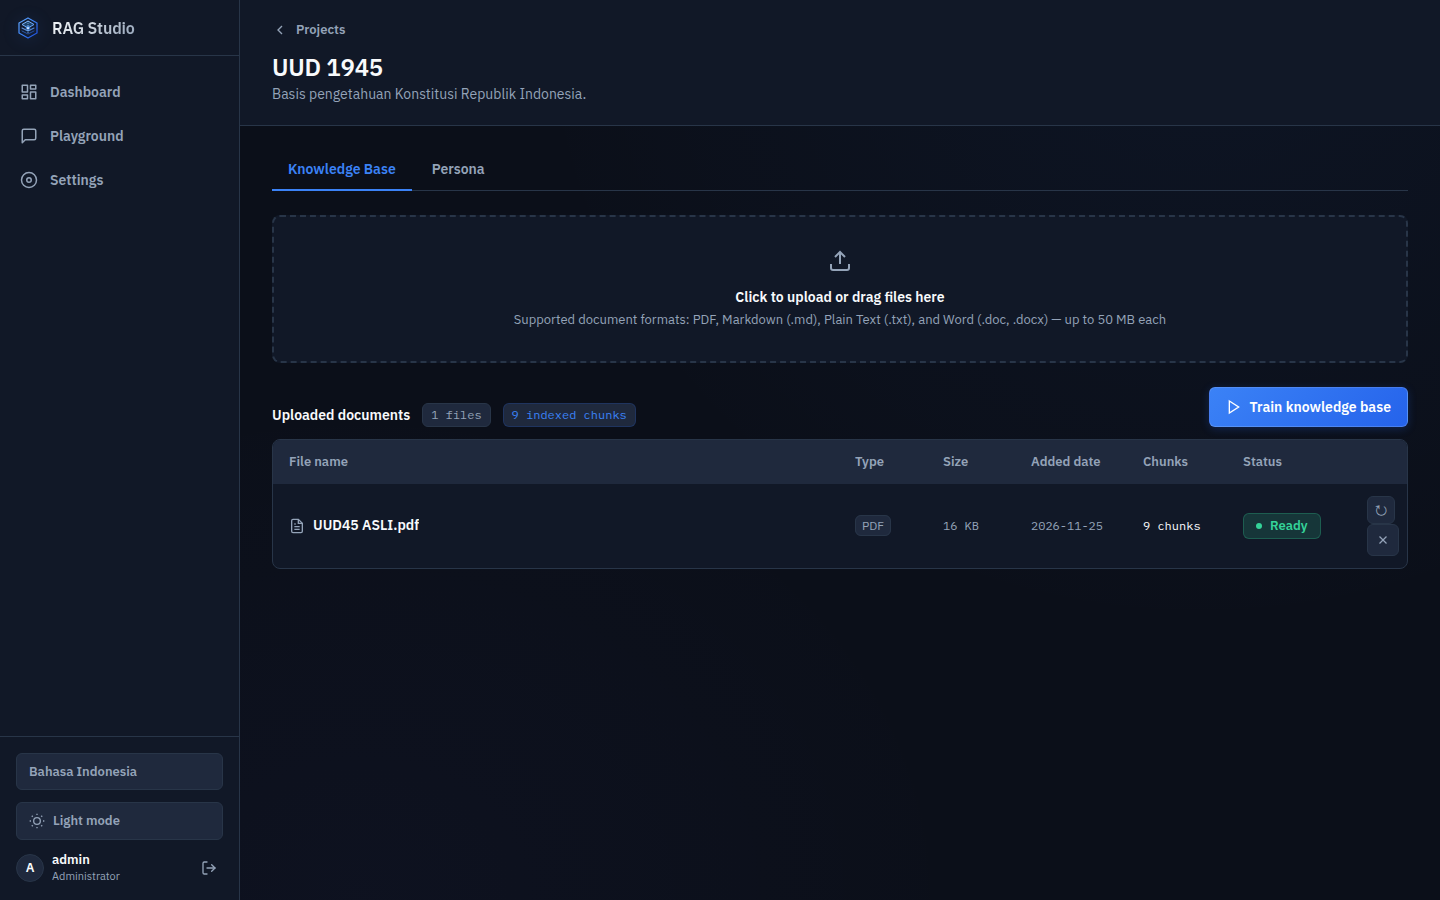 RAG Studio
Dashboard
Playground
Settings
Bahasa Indonesia
Light mode
A
admin
Administrator
Projects
UUD 1945
Basis pengetahuan Konstitusi Republik Indonesia.
Knowledge Base Persona
Click to upload or drag files here
Supported document formats: PDF, Markdown (.md), Plain Text (.txt), and Word (.doc, .docx) — up to 50 MB each
Uploaded documents 1 files 9 indexed chunks Train knowledge base
File name Type Size Added date Chunks Status
UUD45 ASLI.pdf PDF 16 KB 2026-11-25 9 chunks Ready